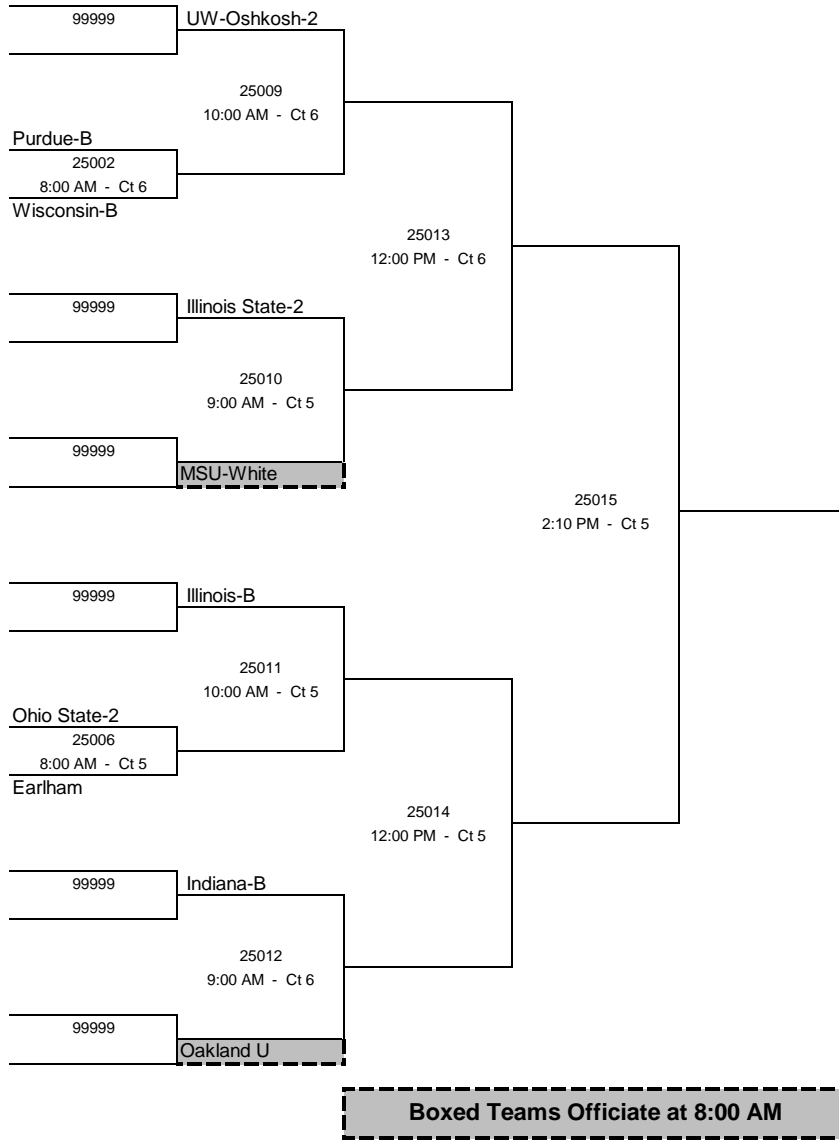 99999
UW-Oshkosh-2
25009
10:00 AM - Ct 6
Purdue-B
25002
8:00 AM - Ct 6
Wisconsin-B
25013
12:00 PM - Ct 6
99999
Illinois State-2
25010
9:00 AM - Ct 5
99999
MSU-White
25015
2:10 PM - Ct 5
99999
Illinois-B
25011
10:00 AM - Ct 5
Ohio State-2
25006
8:00 AM - Ct 5
Earlham
25014
12:00 PM - Ct 5
99999
Indiana-B
25012
9:00 AM - Ct 6
99999
Oakland U
Boxed Teams Officiate at 8:00 AM